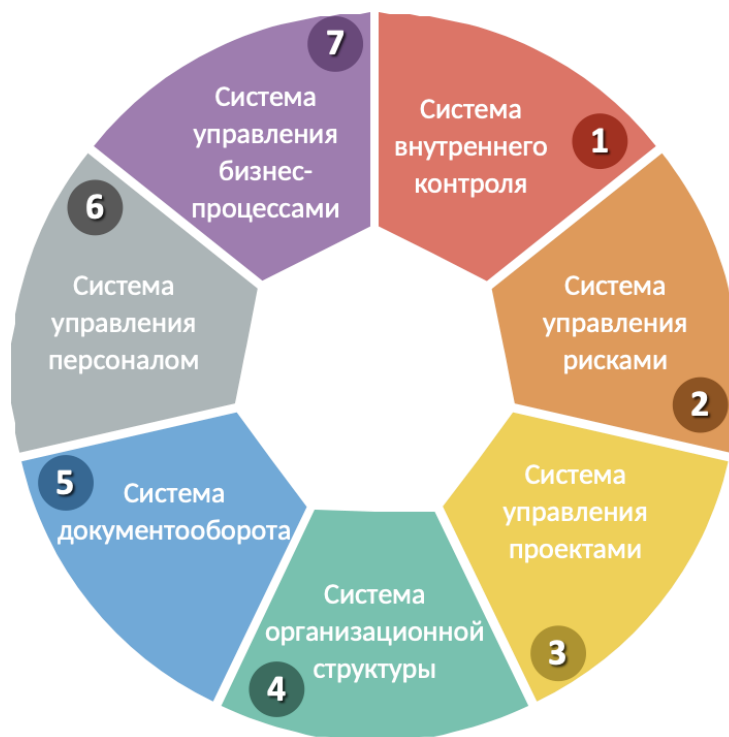 1
Система
внутреннего
контроля
2
Система
управления
рисками
3
Система
управления
проектами
4
Система
организационной
структуры
5
Система
документооборота
6
Система
управления
персоналом
7
Система
управления
бизнес-
процессами